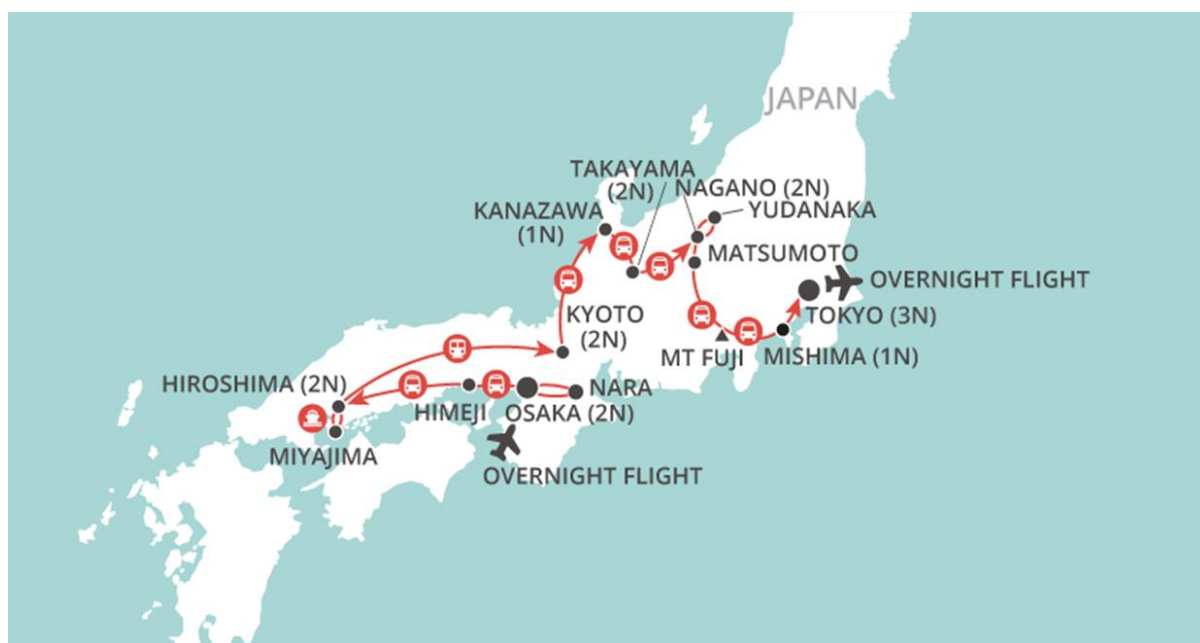 JAPAN
TAKAYAMA
(2N)
NAGANO (2N)
YUDANAKA
KANAZAWA
(1N)
MATSUMOTO
OVERNIGHT FLIGHT
KYOTO
(2N)
TOKYO (3N)
MT FUJI
MISHIMA (1N)
HIROSHIMA (2N)
NARA
HIMEJI
OSAKA (2N)
MIYAJIMA
OVERNIGHT FLIGHT